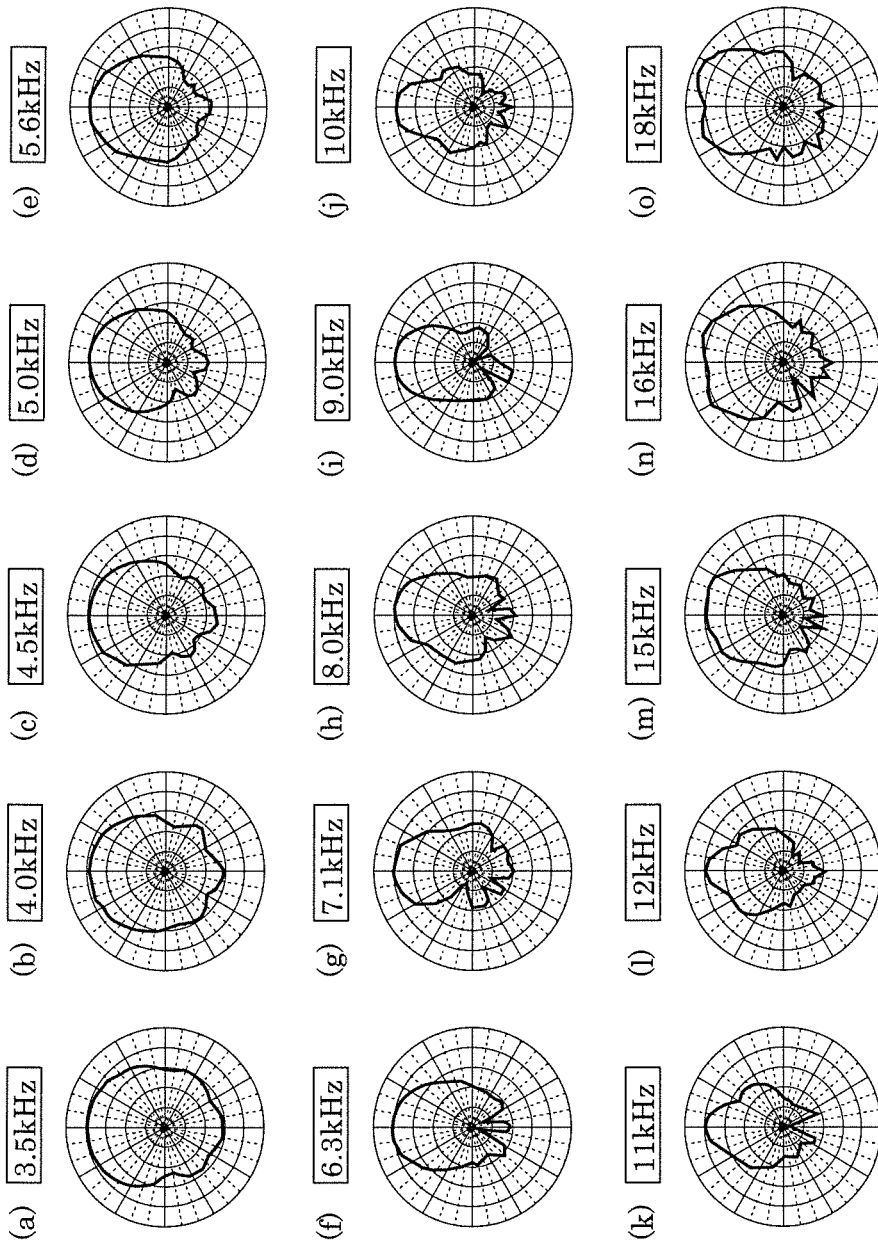 (a) 3.5kHz
(b) 4.0kHz
(c) 4.5kHz
(d) 5.0kHz
(e) 5.6kHz
(f) 6.3kHz
(g) 7.1kHz
(h) 8.0kHz
(i) 9.0kHz
(j) 10kHz
(k) 11kHz
(l) 12kHz
(m) 15kHz
(n) 16kHz
(o) 18kHz